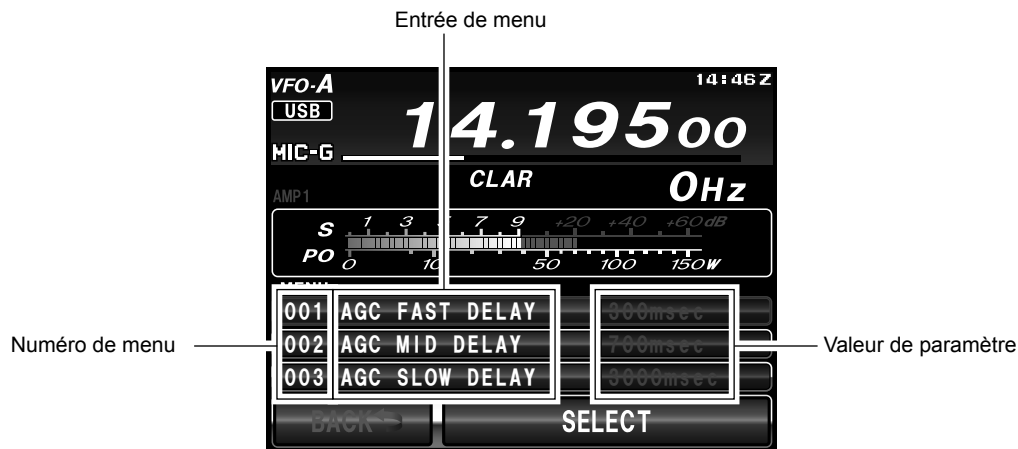 Entrée de menu
VFO-A
14:46Z
USB
14.19500
MIC-G
CLAR
0Hz
AMP1
S 1 3 7 9 +20 +40 +60dB
PO 0 10 50 100 150W
MENU
001 AGC FAST DELAY 300msec
002 AGC MID DELAY 700msec
003 AGC SLOW DELAY 3000msec
Numéro de menu
Valeur de paramètre
BACK
SELECT